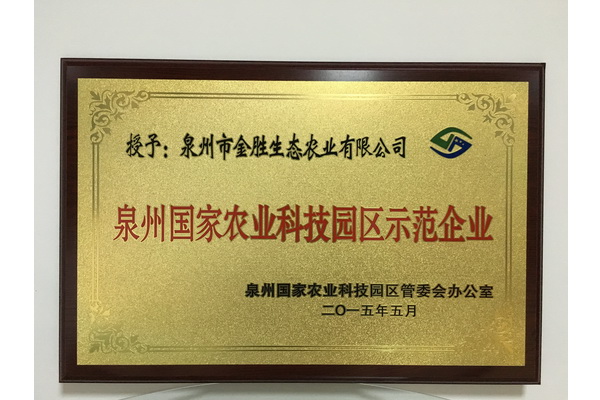 授予：泉州市金胜生态农业有限公司
泉州国家农业科技园区示范企业
泉州国家农业科技园区管委会办公室
二〇一五年五月